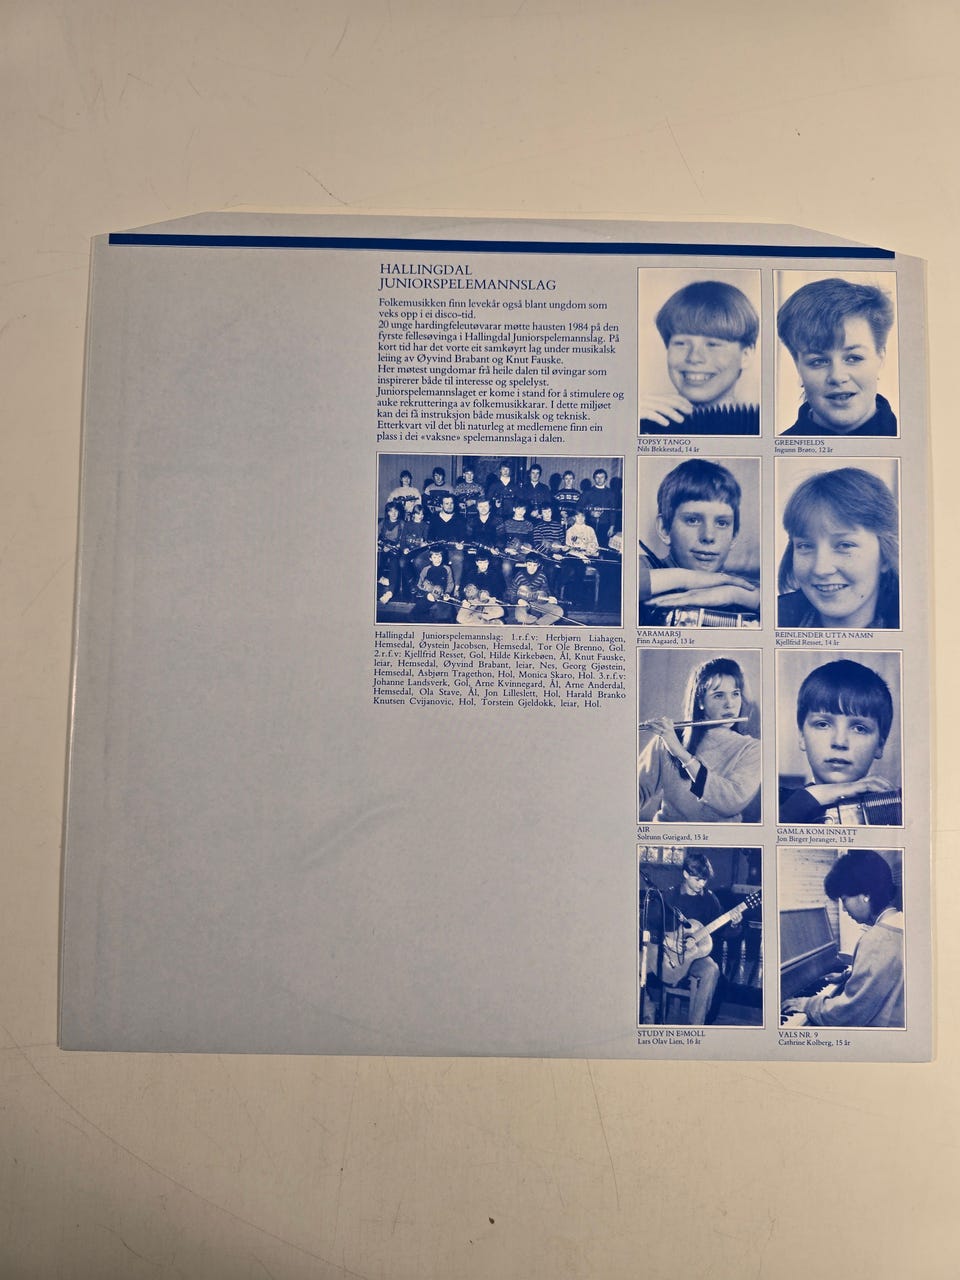 HALLINGDAL
JUNIORSPELEMANNSLAG
Folkemusikken finn levekår også blant ungdom som
veks opp i ei disco-tid.
20 unge hardingfeleutøvarar møtte hausten 1984 på den
fyrste fellesøvinga i Hallingdal Juniorspelemannslag. På
kort tid har det vorte eit samkøyrt lag under musikalsk
leiing av Øyvind Brabant og Knut Fauske.
Her møtest ungdomar frå heile dalen til øvingar som
inspirerer både til interesse og spelelyst.
Juniorspelemannslaget er kome i stand for å stimulere og
auke rekrutteringa av folkemusikkarar. I dette miljøet
kan dei få instruksjon både musikalsk og teknisk.
Etterkvart vil det bli naturleg at medlemene finn ein
plass i dei «vaksne» spelemannslaga i dalen.
Hallingdal Juniorspelemannslag: 1.r.f.v: Herbjørn Liahagen,
Hemsedal, Øystein Jacobsen, Hemsedal, Tor Ole Brenno, Gol.
2.r.f.v: Kjellfrid Resset, Gol, Hilde Kirkebøen, Ål, Knut Fauske,
leiar, Hemsedal, Øyvind Brabant, leiar, Nes, Georg Gjøstein,
Hemsedal, Asbjørn Tragethon, Hol, Monica Skaro, Hol. 3.r.f.v:
Johanne Landsverk, Gol, Arne Kvinnegard, Ål, Arne Anderdal,
Hemsedal, Ola Stave, Ål, Jon Lilleslett, Hol, Harald Branko
Knutsen Cvijanovic, Hol, Torstein Gjeldokk, leiar, Hol.
TOPSY TANGO
Nils Bekkestad, 14 år
GREENFIELDS
Ingunn Brøto, 12 år
VARAMARSJ
Finn Aagaard, 13 år
REINLENDER UTTA NAMN
Kjellfrid Resset, 14 år
AIR
Solrunn Gurigard, 15 år
GAMLA KOM INNATT
Jon Birger Joranger, 13 år
STUDY IN E♭MOLL
Lars Olav Lien, 16 år
VALS NR. 9
Cathrine Kolberg, 15 år